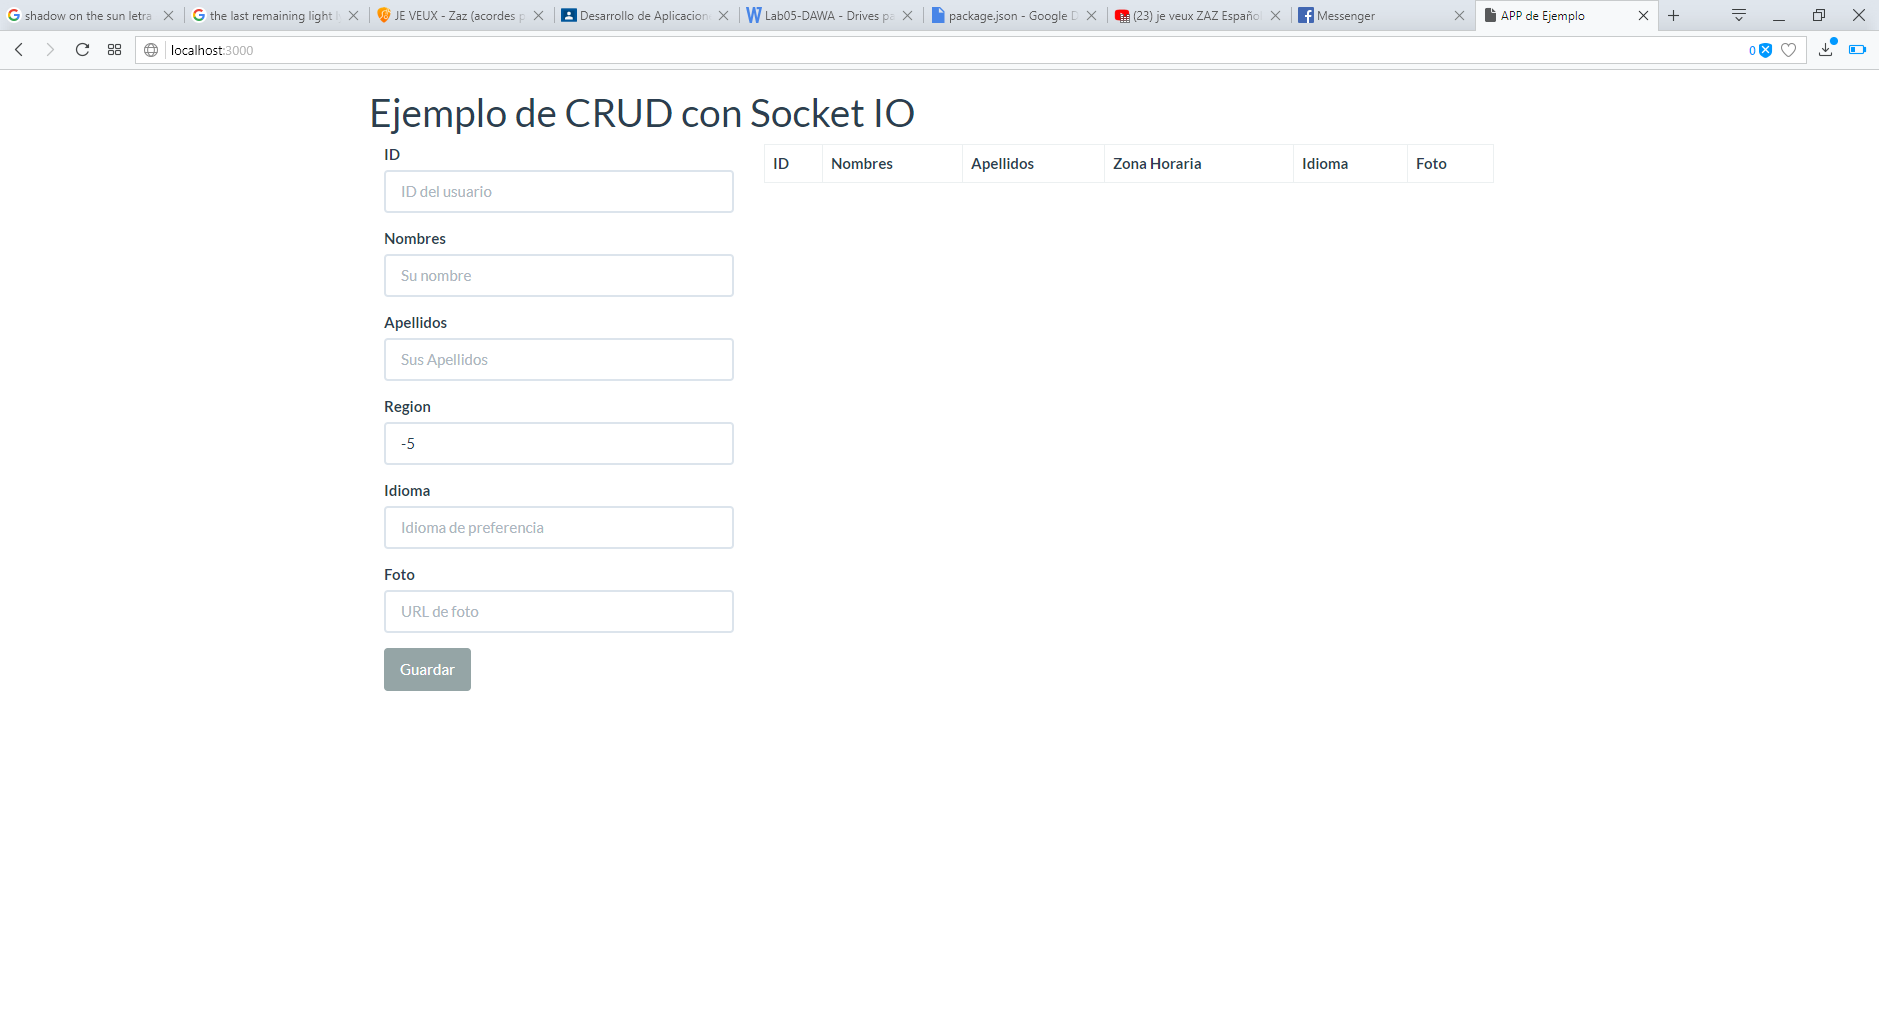 shadow on the sun letra
the last remaining light
JE VEUX - Zaz (acordes p
Desarrollo de Aplicacion
Lab05-DAWA - Drives pa
package.json - Google D
(23) je veux ZAZ Español
Messenger
APP de Ejemplo
localhost:3000
0
Ejemplo de CRUD con Socket IO
ID
ID del usuario
Nombres
Su nombre
Apellidos
Sus Apellidos
Region
-5
Idioma
Idioma de preferencia
Foto
URL de foto
Guardar
ID Nombres Apellidos Zona Horaria Idioma Foto